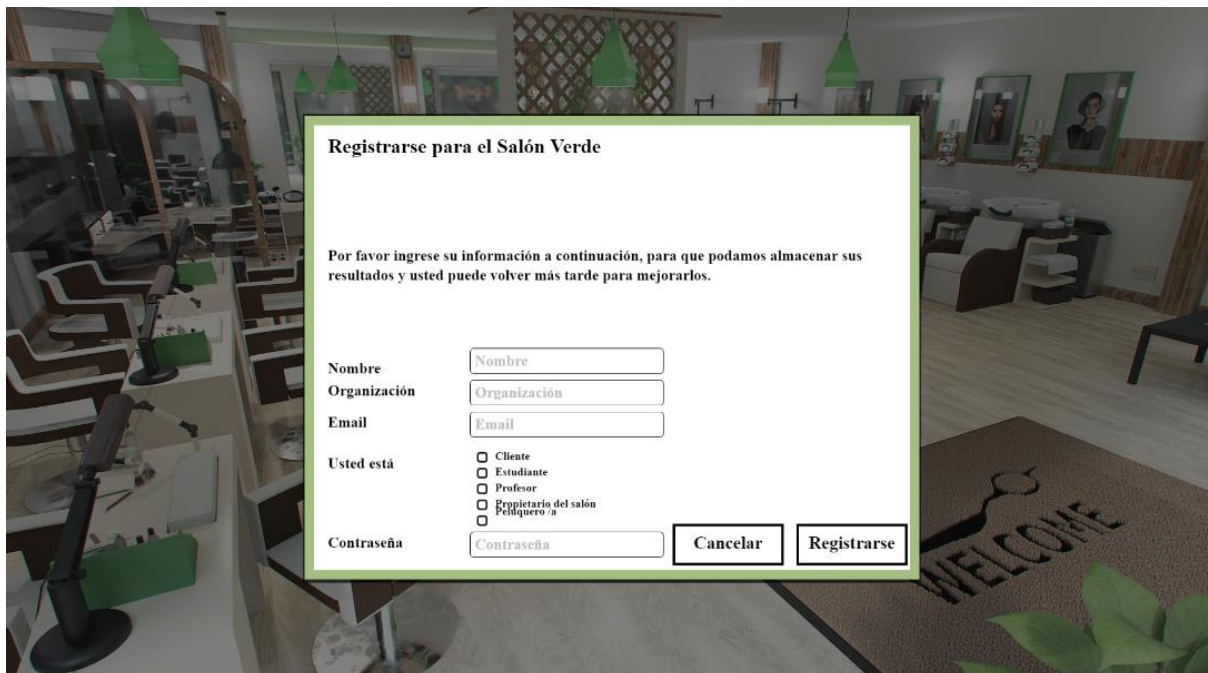 Registrarse para el Salón Verde
Por favor ingrese su información a continuación, para que podamos almacenar sus
resultados y usted puede volver más tarde para mejorarlos.
Nombre Nombre
Organización Organización
Email Email
Usted está
Cliente
Estudiante
Profesor
Propietario del salón
Peluquero /a
Contraseña Contraseña
Cancelar Registrarse
WELCOME